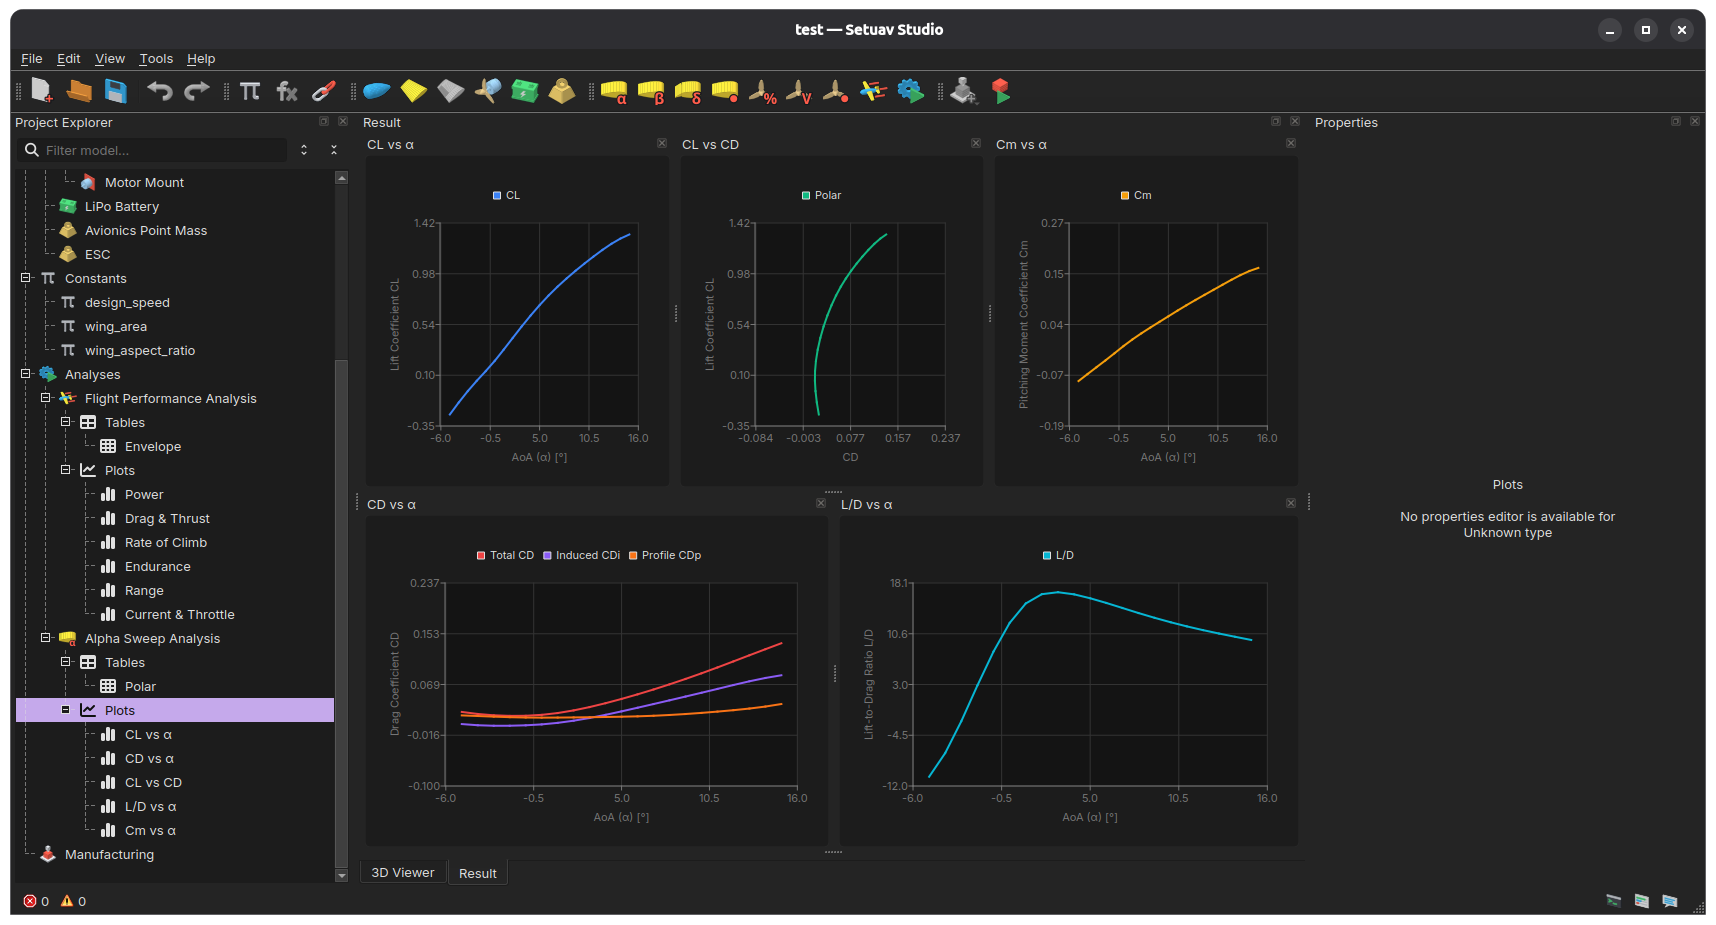 test — Setuav Studio
File Edit View Tools Help
Project Explorer
Filter model...
Motor Mount
LiPo Battery
Avionics Point Mass
ESC
Constants
design_speed
wing_area
wing_aspect_ratio
Analyses
Flight Performance Analysis
Tables
Envelope
Plots
Power
Drag & Thrust
Rate of Climb
Endurance
Range
Current & Throttle
Alpha Sweep Analysis
Tables
Polar
Plots
CL vs α
CD vs α
CL vs CD
L/D vs α
Cm vs α
Manufacturing
0 0
Result
CL vs α
CL
1.42
0.98
0.54
0.10
-0.35
-6.0 -0.5 5.0 10.5 16.0
Lift Coefficient CL
AoA (α) [°]
CL vs CD
Polar
1.42
0.98
0.54
0.10
-0.35
-0.084 -0.003 0.077 0.157 0.237
Lift Coefficient CL
CD
Cm vs α
Cm
0.27
0.15
0.04
-0.07
-0.19
-6.0 -0.5 5.0 10.5 16.0
Pitching Moment Coefficient Cm
AoA (α) [°]
CD vs α
Total CD Induced CDi Profile CDp
0.237
0.153
0.069
-0.016
-0.100
-6.0 -0.5 5.0 10.5 16.0
Drag Coefficient CD
AoA (α) [°]
L/D vs α
L/D
18.1
10.6
3.0
-4.5
-12.0
-6.0 -0.5 5.0 10.5 16.0
Lift-to-Drag Ratio L/D
AoA (α) [°]
3D Viewer Result
Properties
Plots
No properties editor is available for
Unknown type